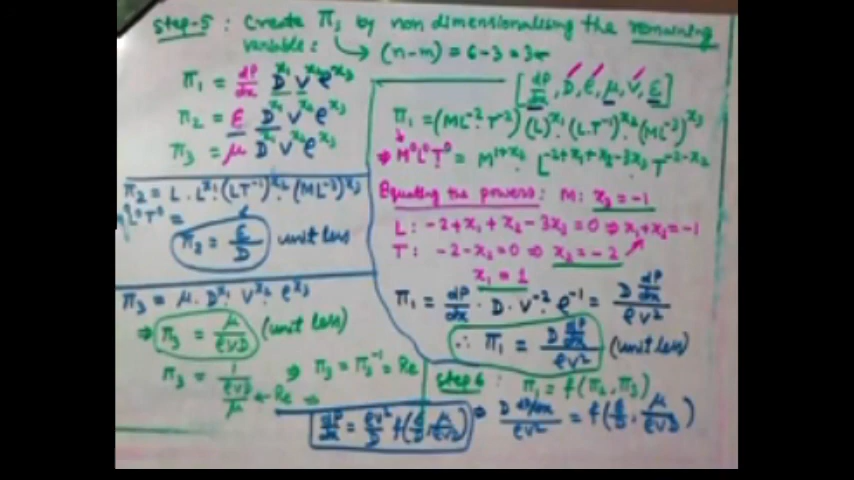 Step-5 : Create π₃ by non dimensionalising the remaining
variable: ↳ (n-m) = 6-3 = 3
π₁ = dP/dx D^x₁ V^x₂ ρ^x₃
π₂ = ε D^x₁ V^x₂ ρ^x₃
π₃ = μ D^x₁ V^x₂ ρ^x₃
π₂ = L. L^x₁. (LT⁻¹)^x₂. (ML⁻³)^x₃
M⁰L⁰T⁰ =
π₂ = ε/D unit less
π₃ = μ. D^x₁ V^x₂ ρ^x₃
⇒ π₃ = μ/ρVD (unit less)
π₃ = 1/(ρVD/μ) ← Re ⇒ π₃ = π₃⁻¹ = Re
[dP/dx, D, ρ, μ, V, ε]
π₁ = (ML⁻²T⁻²) (L)^x₁. (LT⁻¹)^x₂. (ML⁻³)^x₃
⇒ M⁰L⁰T⁰ = M^1+x₃. L^-2+x₁+x₂-3x₃. T^-2-x₂
Equating the powers: M: x₃ = -1
L: -2+x₁+x₂-3x₃=0 ⇒ x₁+x₂=-1
T: -2-x₂=0 ⇒ x₂=-2
x₁ = 1
π₁ = dP/dx . D. V⁻². ρ⁻¹ = D dP/dx / ρV²
∴ π₁ = D dP/dx / ρV² (unit less)
Step 6 : π₁ = f(π₂, π₃)
⇒ D dP/dx / ρV² = f(ε/D, μ/ρVD)
dP/dx = ρV²/D f(ε/D, μ/ρVD)